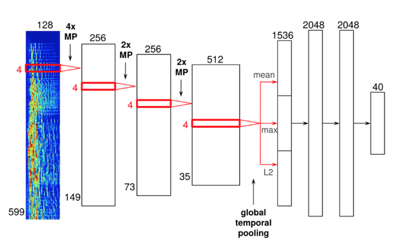 128
4x
MP
256
2x
MP
256
2x
MP
512
1536
2048
2048
40
4
4
4
4
mean
max
L2
599
149
73
35
global
temporal
pooling